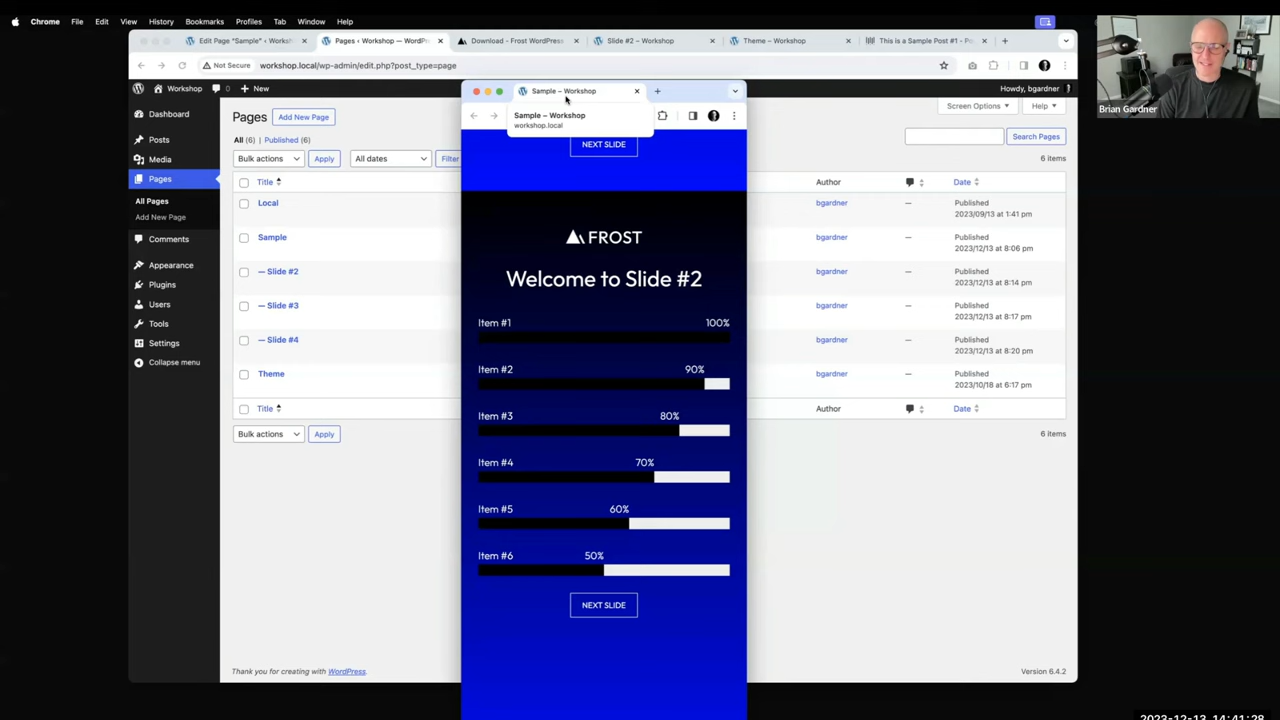 Chrome File Edit View History Bookmarks Profiles Tab Window Help
Edit Page "Sample" ‹ Worksh
Pages ‹ Workshop — WordPre
Download - Frost WordPress
Slide #2 – Workshop
Theme – Workshop
This is a Sample Post #1 - Po
Not Secure workshop.local/wp-admin/edit.php?post_type=page
Workshop 0 + New
Howdy, bgardner
Brian Gardner
Dashboard
Posts
Media
Pages
All Pages
Add New Page
Comments
Appearance
Plugins
Users
Tools
Settings
Collapse menu
Pages Add New Page
Screen Options Help
All (6) | Published (6)
Search Pages
Bulk actions Apply All dates Filter
6 items
Title Author Date
Local bgardner — Published
2023/09/13 at 1:41 pm
Sample bgardner — Published
2023/12/13 at 8:06 pm
— Slide #2 bgardner — Published
2023/12/13 at 8:14 pm
— Slide #3 bgardner — Published
2023/12/13 at 8:17 pm
— Slide #4 bgardner — Published
2023/12/13 at 8:20 pm
Theme bgardner — Published
2023/10/18 at 6:17 pm
Title Author Date
Bulk actions Apply
6 items
Thank you for creating with WordPress.
Version 6.4.2
Sample – Workshop
Sample – Workshop
workshop.local
NEXT SLIDE
FROST
Welcome to Slide #2
Item #1 100%
Item #2 90%
Item #3 80%
Item #4 70%
Item #5 60%
Item #6 50%
NEXT SLIDE
2023-12-13 14:41:28